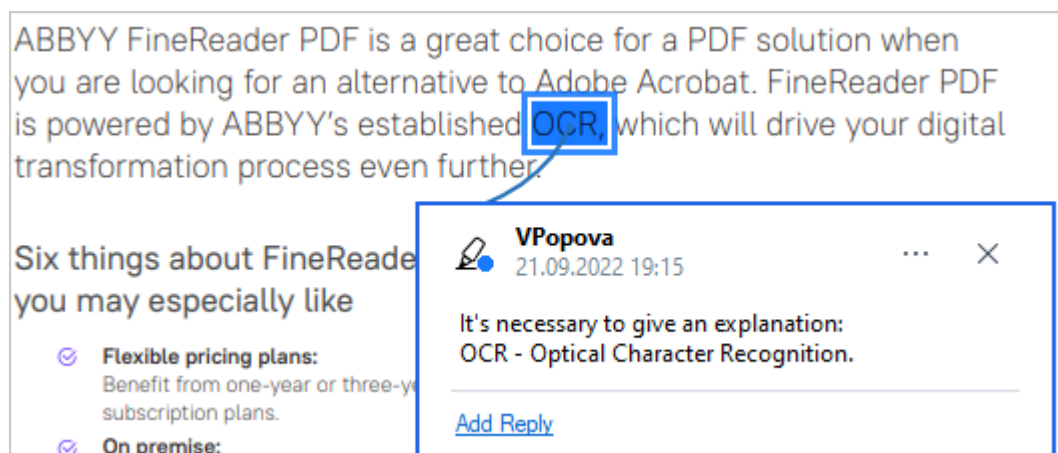 ABBYY FineReader PDF is a great choice for a PDF solution when
you are looking for an alternative to Adobe Acrobat. FineReader PDF
is powered by ABBYY's established OCR, which will drive your digital
transformation process even further.
Six things about FineReade
you may especially like
Flexible pricing plans:
Benefit from one-year or three-ye
subscription plans.
On premise:
VPopova
21.09.2022 19:15
It's necessary to give an explanation:
OCR - Optical Character Recognition.
Add Reply